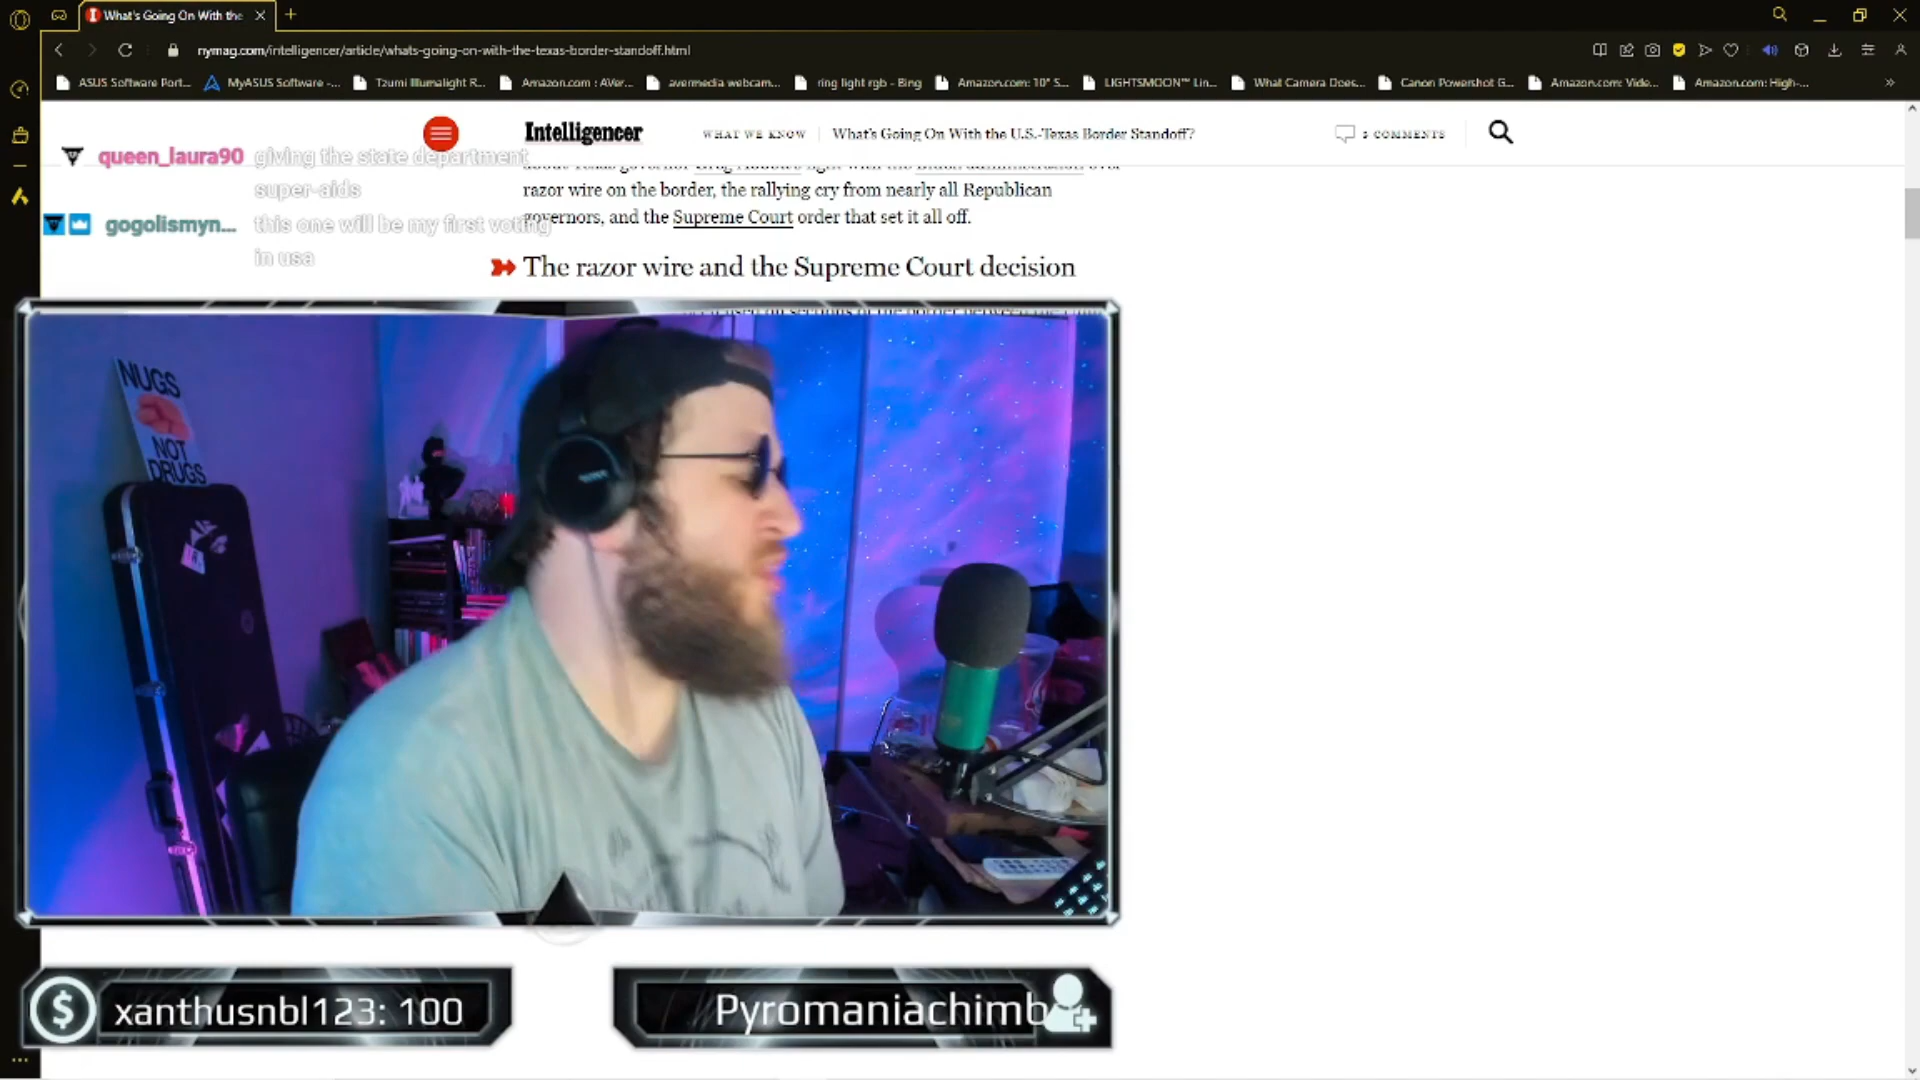 What's Going On With the
nymag.com/intelligencer/article/whats-going-on-with-the-texas-border-standoff.html
ASUS Software Port...
MyASUS Software -...
Tzumi Illumalight R...
Amazon.com : AVer...
avermedia webcam...
ring light rgb - Bing
Amazon.com: 10" S...
LIGHTSMOON™ Lin...
What Camera Does...
Canon Powershot G...
Amazon.com: Vide...
Amazon.com: High-...
Intelligencer
WHAT WE KNOW
What's Going On With the U.S.-Texas Border Standoff?
COMMENTS
queen_laura90 giving the state department
super-aids
gogolismyn... this one will be my first voting
in usa
razor wire on the border, the rallying cry from nearly all Republican
governors, and the Supreme Court order that set it all off.
The razor wire and the Supreme Court decision
NUGS
NOT
DRUGS
xanthusnbl123: 100
Pyromaniachimb